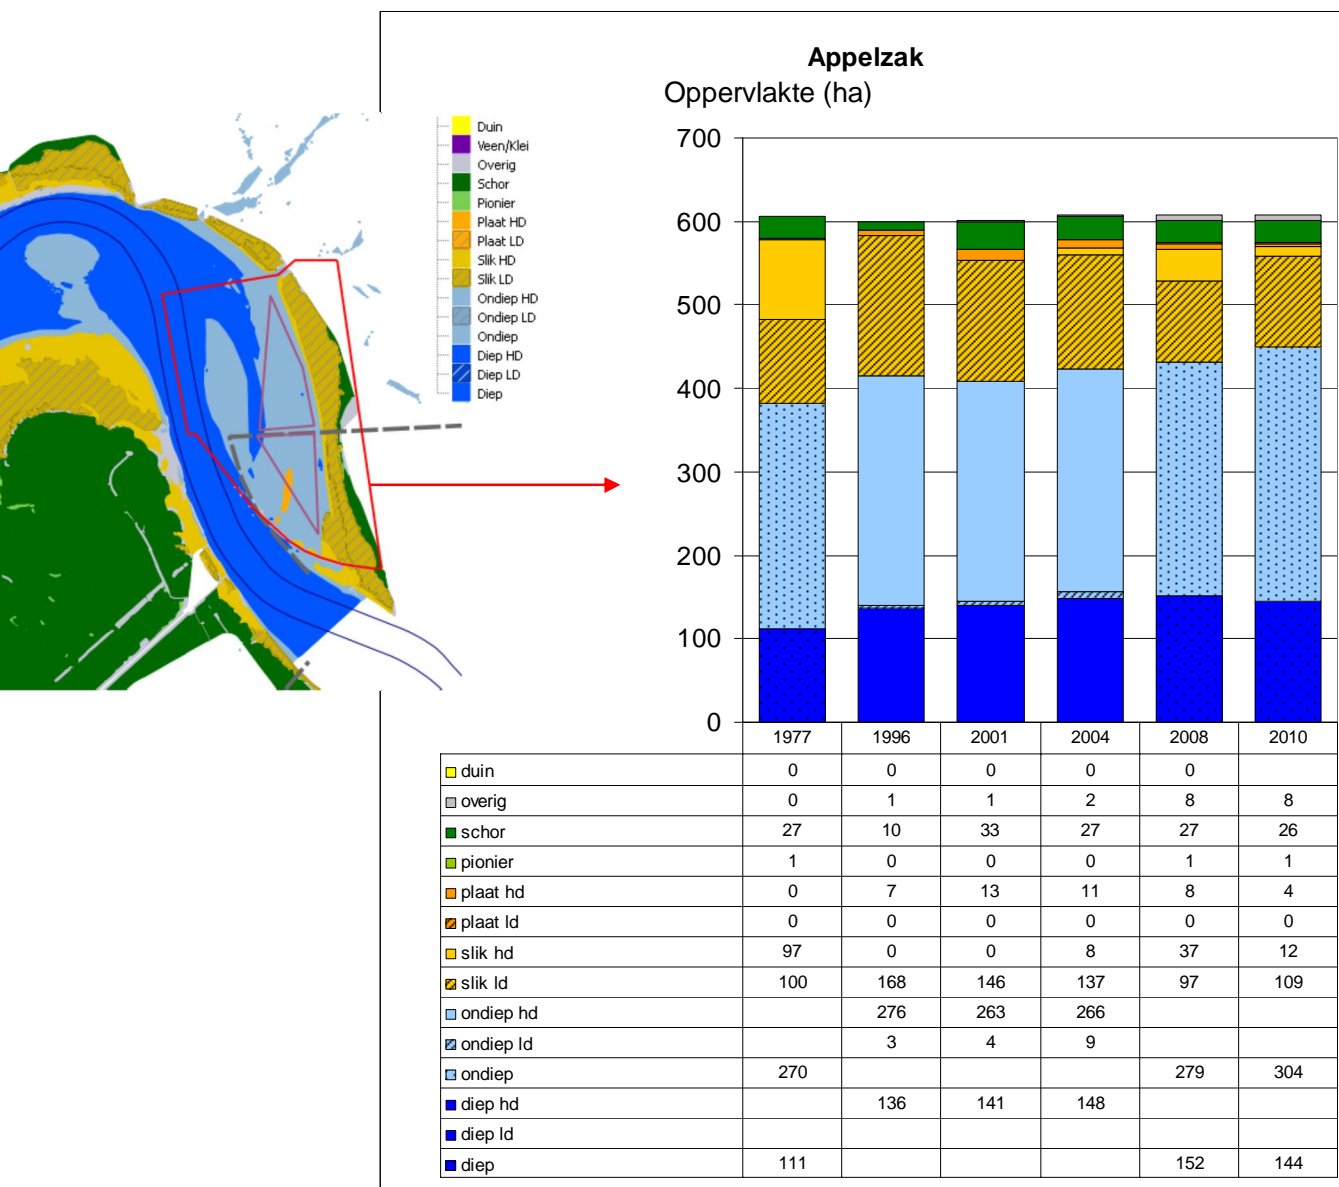 Appelzak
Oppervlakte (ha)
Duin
Veen/Klei
Overig
Schor
Pionier
Plaat HD
Plaat LD
Slik HD
Slik LD
Ondiep HD
Ondiep LD
Ondiep
Diep HD
Diep LD
Diep
700
600
500
400
300
200
100
0
1977 1996 2001 2004 2008 2010
duin 0 0 0 0 0
overig 0 1 1 2 8 8
schor 27 10 33 27 27 26
pionier 1 0 0 0 1 1
plaat hd 0 7 13 11 8 4
plaat ld 0 0 0 0 0 0
slik hd 97 0 0 8 37 12
slik ld 100 168 146 137 97 109
ondiep hd 276 263 266
ondiep ld 3 4 9
ondiep 270 279 304
diep hd 136 141 148
diep ld
diep 111 152 144